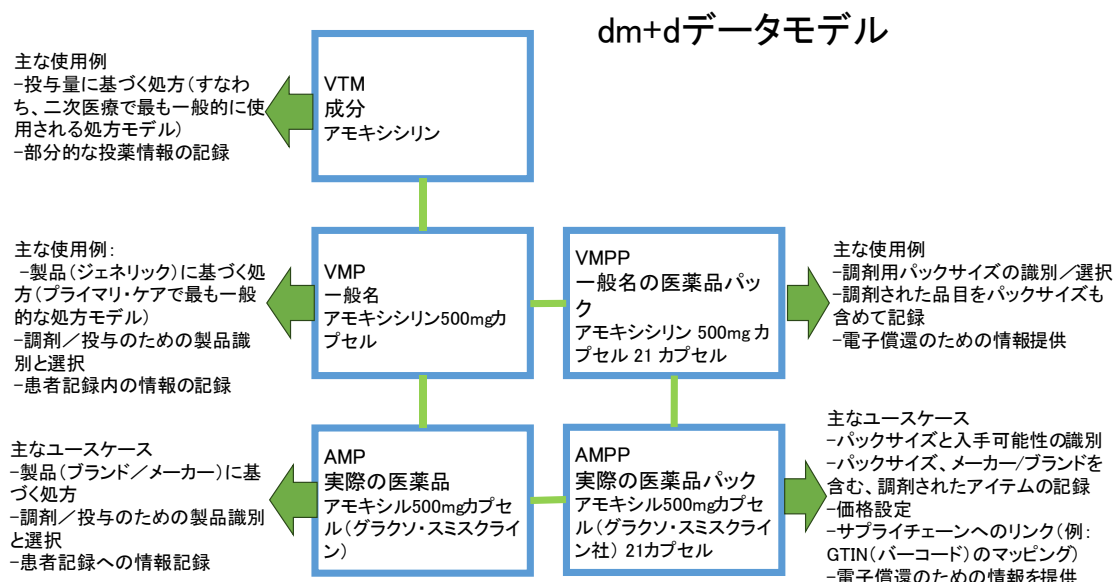 dm+dデータモデル
主な使用例
-投与量に基づく処方(すなわ
ち、二次医療で最も一般的に使
用される処方モデル)
-部分的な投薬情報の記録
VTM
成分
アモキシシリン
主な使用例:
-製品(ジェネリック)に基づく処
方(プライマリ・ケアで最も一般
的な処方モデル)
-調剤/投与のための製品識
別と選択
-患者記録内の情報の記録
VMP
一般名
アモキシシリン500mgカ
プセル
VMPP
一般名の医薬品パッ
ク
アモキシシリン 500mg カ
プセル 21 カプセル
主な使用例
-調剤用パックサイズの識別/選択
-調剤された品目をパックサイズも
含めて記録
-電子償還のための情報提供
主なユースケース
-製品(ブランド/メーカー)に基
づく処方
-調剤/投与のための製品識別
と選択
-患者記録への情報記録
AMP
実際の医薬品
アモキシル500mgカプセ
ル(グラクソ・スミスクライ
ン)
AMPP
実際の医薬品パック
アモキシル500mgカプセ
ル(グラクソ・スミスクライ
ン社) 21カプセル
主なユースケース
-パックサイズと入手可能性の識別
-パックサイズ、メーカー/ブランドを
含む、調剤されたアイテムの記録
-価格設定
-サプライチェーンへのリンク(例:
GTIN(バーコード)のマッピング)
-電子償還のための情報を提供